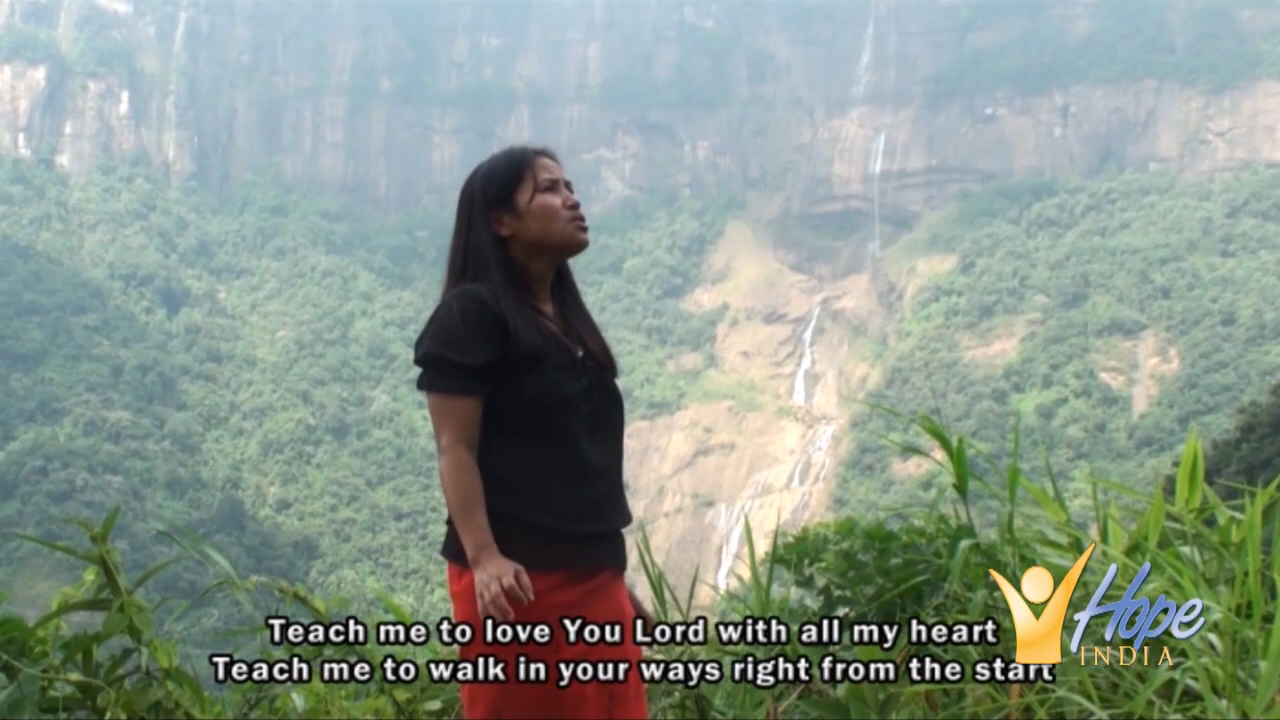 Teach me to love You Lord with all my heart
Teach me to walk in your ways right from the start
Hope
INDIA